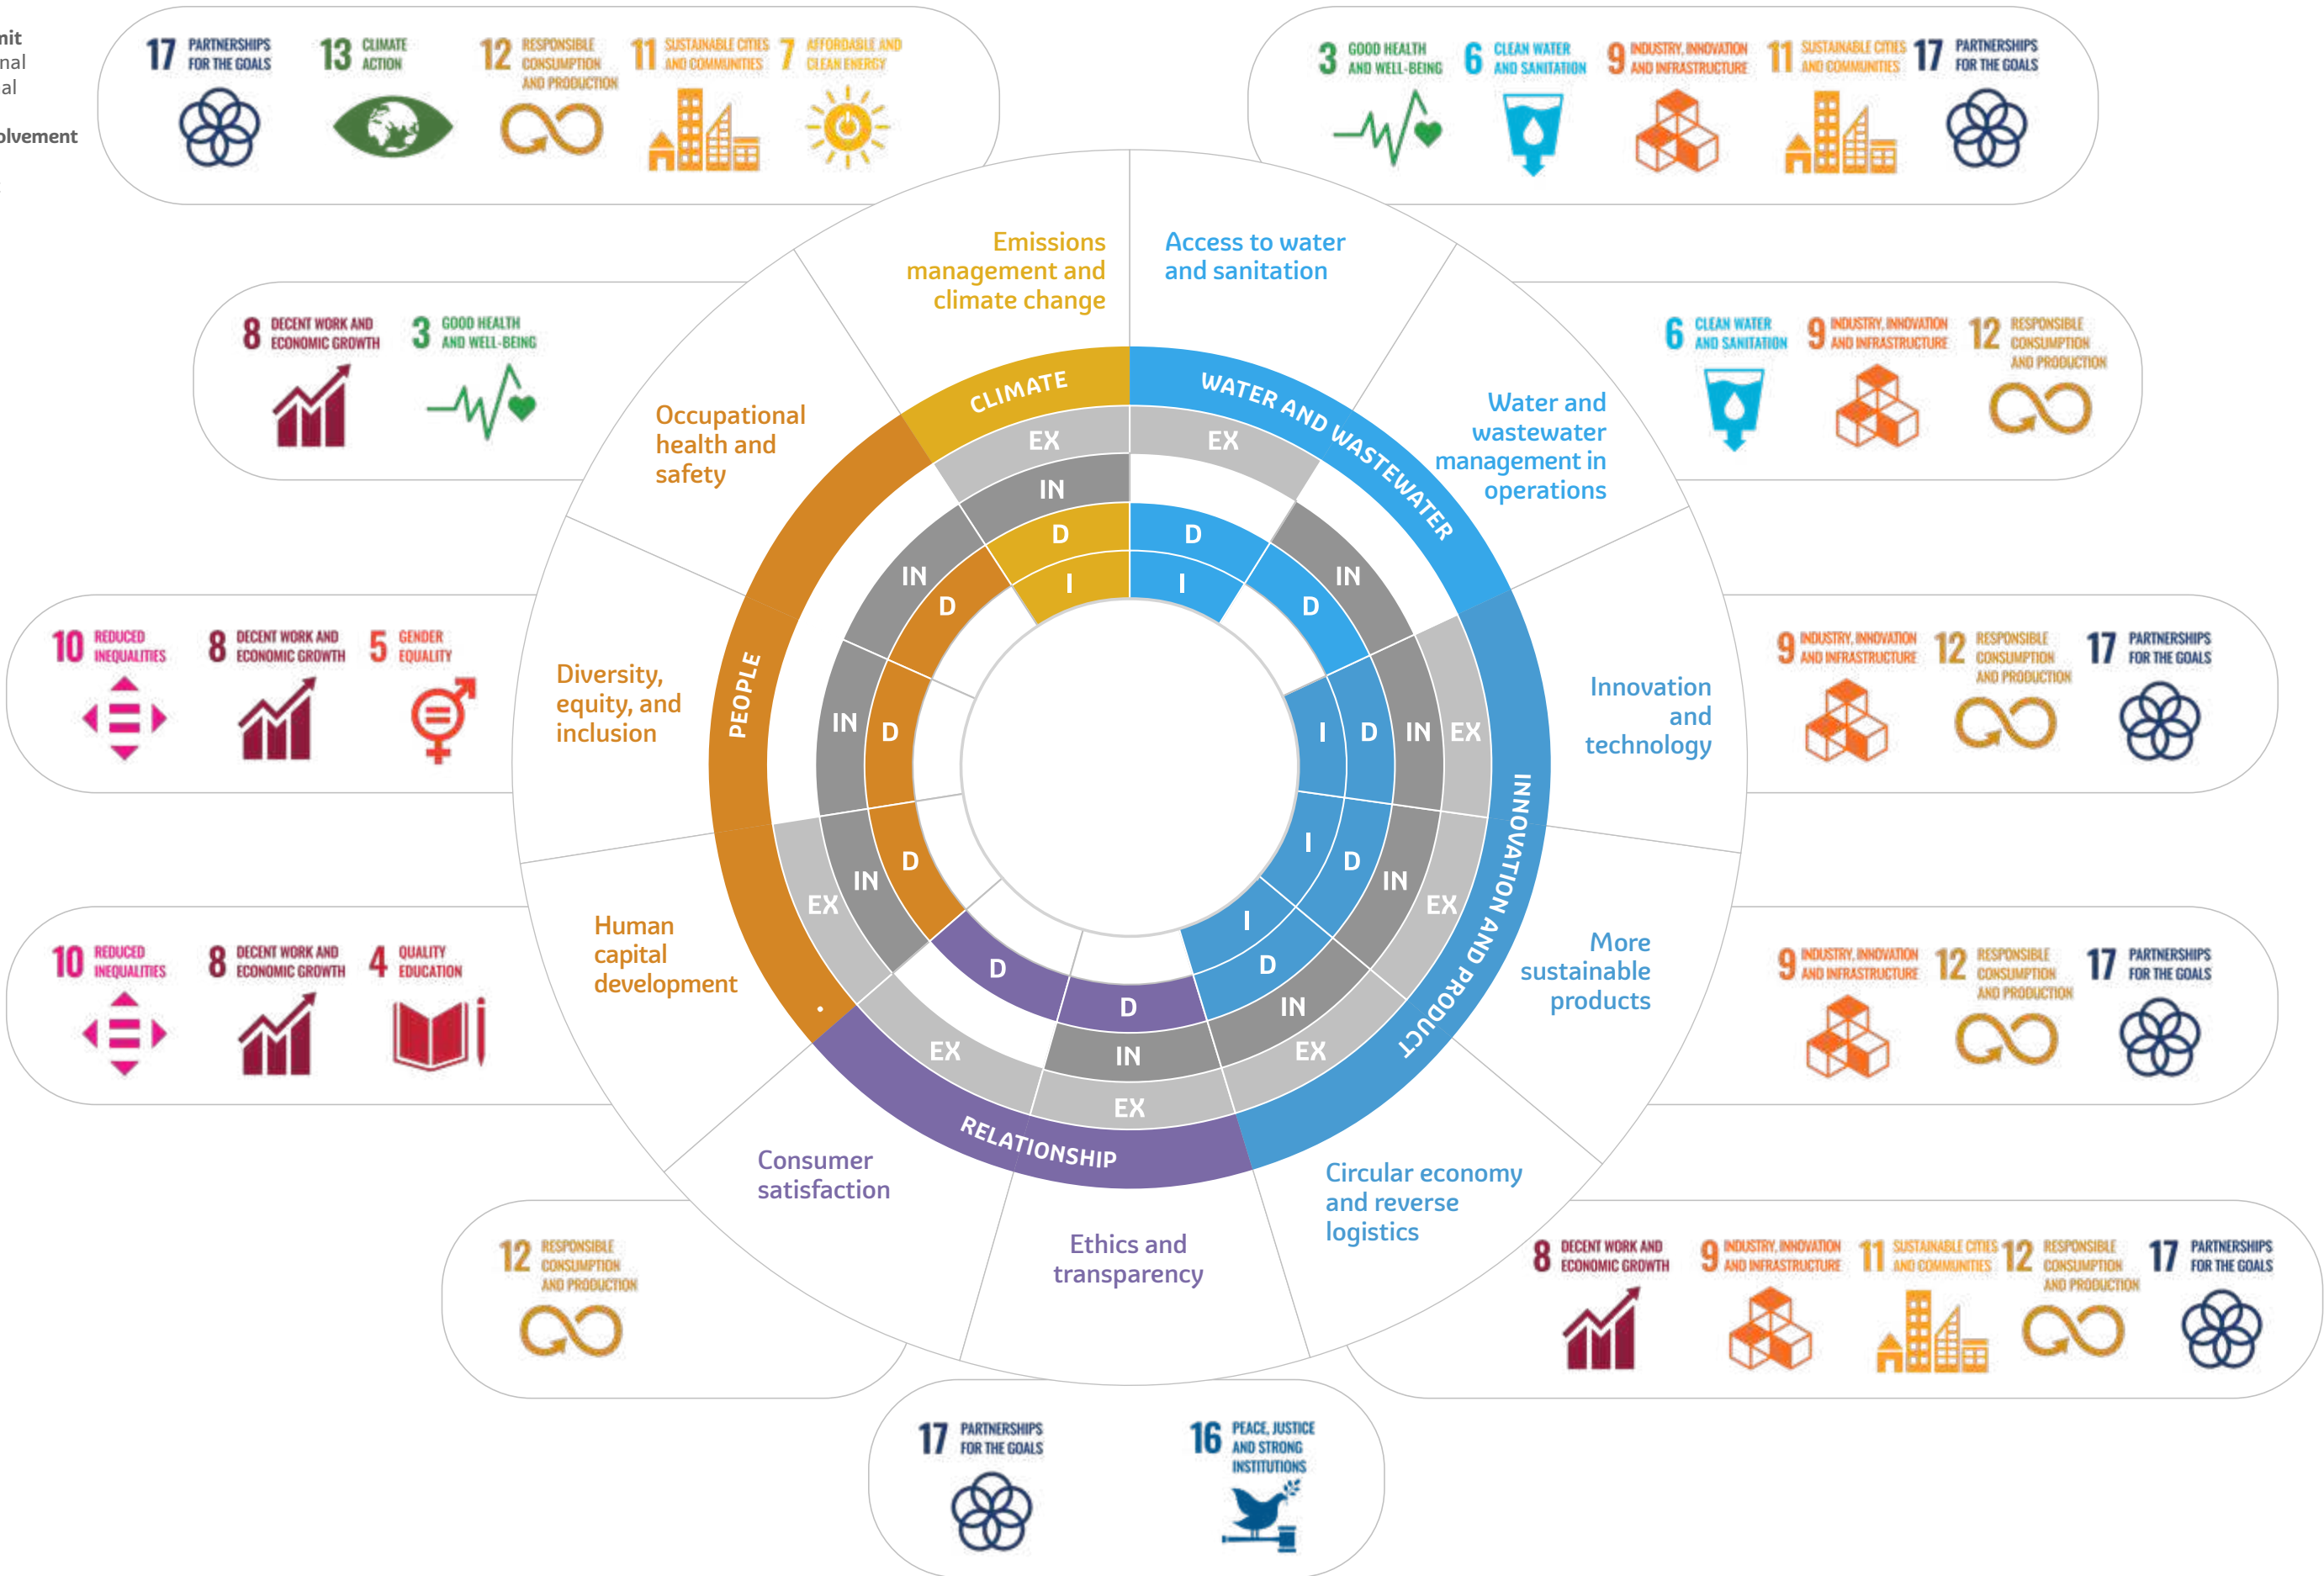 mit
nal
al
olvement
17 PARTNERSHIPS
FOR THE GOALS
13 CLIMATE
ACTION
12 RESPONSIBLE
CONSUMPTION
AND PRODUCTION
11 SUSTAINABLE CITIES
AND COMMUNITIES
7 AFFORDABLE AND
CLEAN ENERGY
3 GOOD HEALTH
AND WELL-BEING
6 CLEAN WATER
AND SANITATION
9 INDUSTRY, INNOVATION
AND INFRASTRUCTURE
11 SUSTAINABLE CITIES
AND COMMUNITIES
17 PARTNERSHIPS
FOR THE GOALS
Emissions
management and
climate change
Access to water
and sanitation
8 DECENT WORK AND
ECONOMIC GROWTH
3 GOOD HEALTH
AND WELL-BEING
Occupational
health and
safety
6 CLEAN WATER
AND SANITATION
9 INDUSTRY, INNOVATION
AND INFRASTRUCTURE
12 RESPONSIBLE
CONSUMPTION
AND PRODUCTION
Water and
wastewater
management in
operations
CLIMATE
WATER AND WASTEWATER
EX
EX
IN
D
D
I
I
IN
D
IN
D
10 REDUCED
INEQUALITIES
8 DECENT WORK AND
ECONOMIC GROWTH
5 GENDER
EQUALITY
Diversity,
equity, and
inclusion
PEOPLE
IN
D
I
D
IN
EX
Innovation
and
technology
9 INDUSTRY, INNOVATION
AND INFRASTRUCTURE
12 RESPONSIBLE
CONSUMPTION
AND PRODUCTION
17 PARTNERSHIPS
FOR THE GOALS
INNOVATION AND PRODUCT
10 REDUCED
INEQUALITIES
8 DECENT WORK AND
ECONOMIC GROWTH
4 QUALITY
EDUCATION
Human
capital
development
EX
IN
D
I
D
IN
EX
More
sustainable
products
9 INDUSTRY, INNOVATION
AND INFRASTRUCTURE
12 RESPONSIBLE
CONSUMPTION
AND PRODUCTION
17 PARTNERSHIPS
FOR THE GOALS
D
EX
D
IN
EX
I
D
IN
EX
RELATIONSHIP
Consumer
satisfaction
12 RESPONSIBLE
CONSUMPTION
AND PRODUCTION
Ethics and
transparency
Circular economy
and reverse
logistics
8 DECENT WORK AND
ECONOMIC GROWTH
9 INDUSTRY, INNOVATION
AND INFRASTRUCTURE
11 SUSTAINABLE CITIES
AND COMMUNITIES
12 RESPONSIBLE
CONSUMPTION
AND PRODUCTION
17 PARTNERSHIPS
FOR THE GOALS
17 PARTNERSHIPS
FOR THE GOALS
16 PEACE, JUSTICE
AND STRONG
INSTITUTIONS